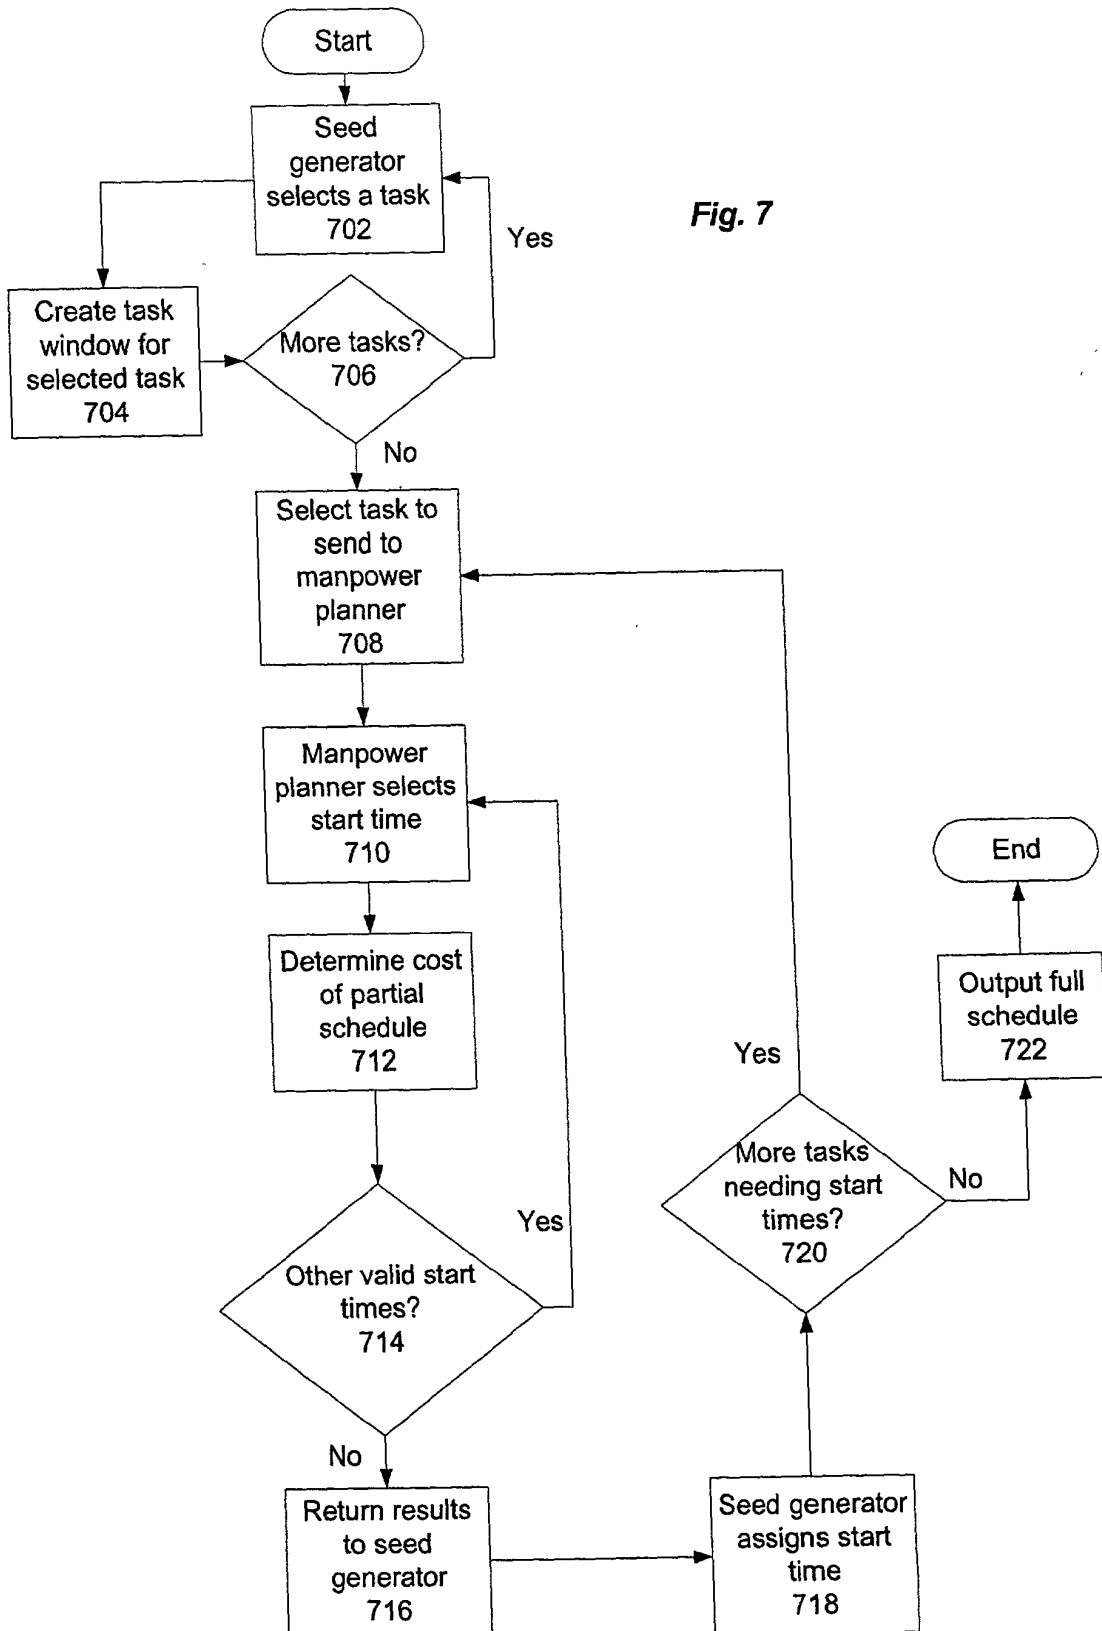 Start
Seed
generator
selects a task
702
Fig. 7
Yes
Create task
window for
selected task
704
More tasks?
706
No
Select task to
send to
manpower
planner
708
Manpower
planner selects
start time
710
Determine cost
of partial
schedule
712
Other valid start
times?
714
Yes
No
Return results
to seed
generator
716
Seed generator
assigns start
time
718
More tasks
needing start
times?
720
Yes
No
Output full
schedule
722
End